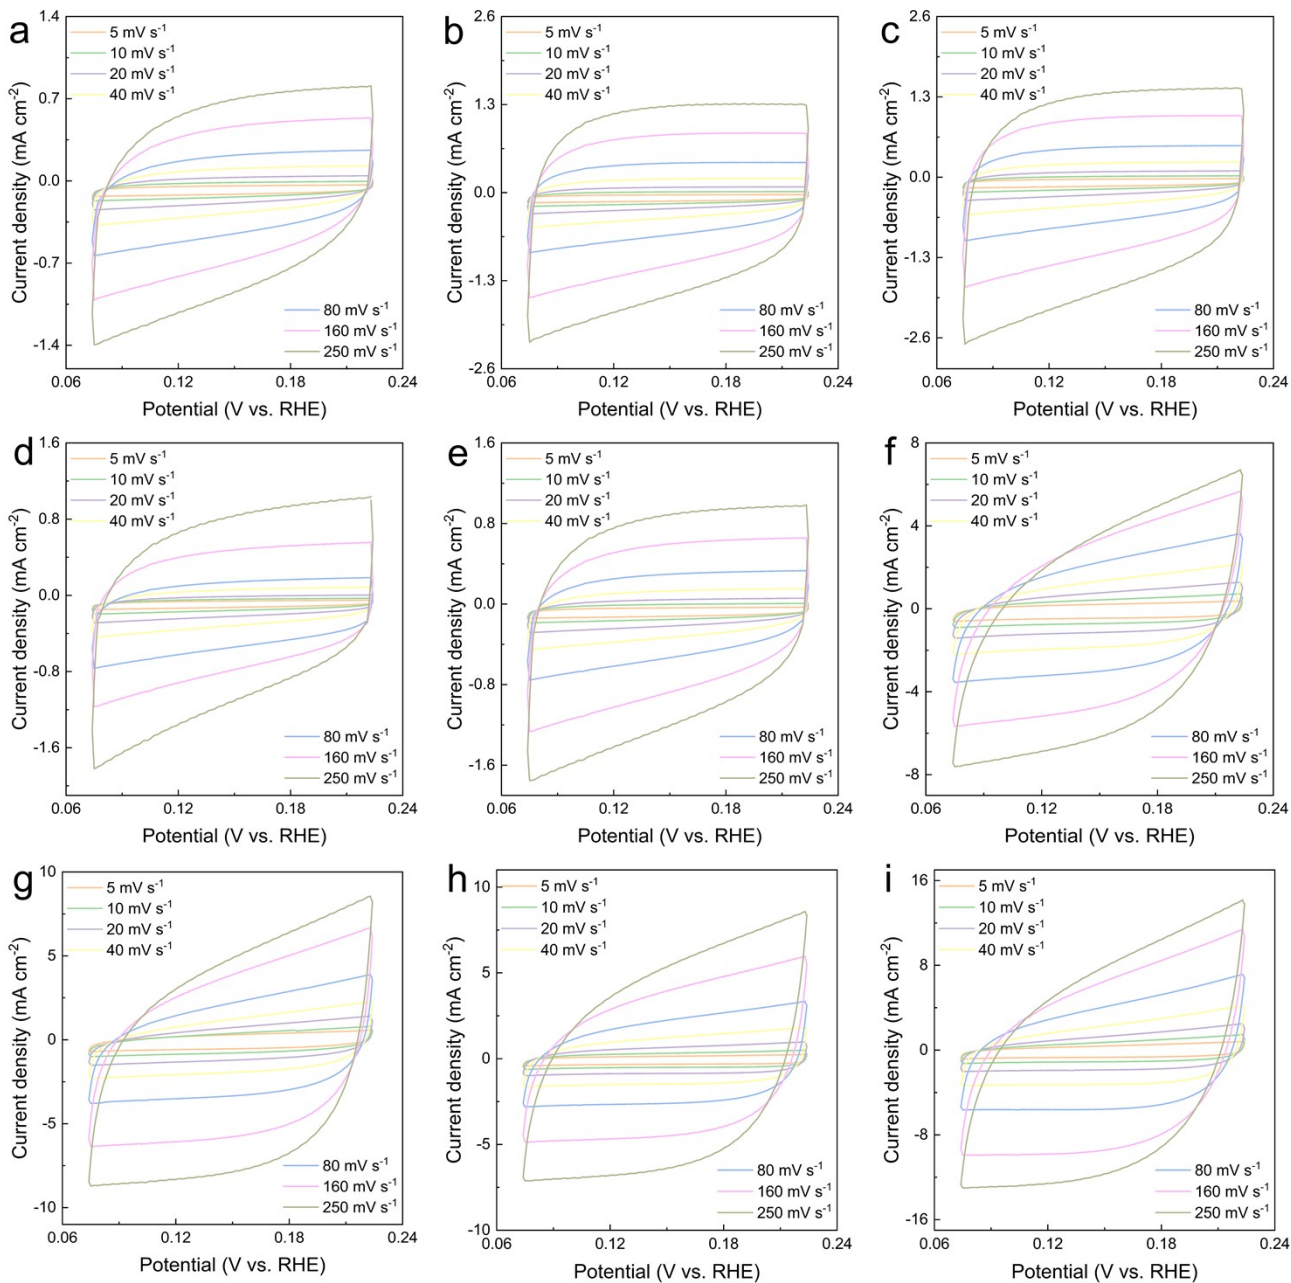 a
5 mV s⁻¹
10 mV s⁻¹
20 mV s⁻¹
40 mV s⁻¹
80 mV s⁻¹
160 mV s⁻¹
250 mV s⁻¹
1.4
0.7
0.0
-0.7
-1.4
0.06
0.12
0.18
0.24
Current density (mA cm⁻²)
Potential (V vs. RHE)
b
5 mV s⁻¹
10 mV s⁻¹
20 mV s⁻¹
40 mV s⁻¹
80 mV s⁻¹
160 mV s⁻¹
250 mV s⁻¹
2.6
1.3
0.0
-1.3
-2.6
0.06
0.12
0.18
0.24
Current density (mA cm⁻²)
Potential (V vs. RHE)
c
5 mV s⁻¹
10 mV s⁻¹
20 mV s⁻¹
40 mV s⁻¹
80 mV s⁻¹
160 mV s⁻¹
250 mV s⁻¹
2.6
1.3
0.0
-1.3
-2.6
0.06
0.12
0.18
0.24
Current density (mA cm⁻²)
Potential (V vs. RHE)
d
5 mV s⁻¹
10 mV s⁻¹
20 mV s⁻¹
40 mV s⁻¹
80 mV s⁻¹
160 mV s⁻¹
250 mV s⁻¹
1.6
0.8
0.0
-0.8
-1.6
0.06
0.12
0.18
0.24
Current density (mA cm⁻²)
Potential (V vs. RHE)
e
5 mV s⁻¹
10 mV s⁻¹
20 mV s⁻¹
40 mV s⁻¹
80 mV s⁻¹
160 mV s⁻¹
250 mV s⁻¹
1.6
0.8
0.0
-0.8
-1.6
0.06
0.12
0.18
0.24
Current density (mA cm⁻²)
Potential (V vs. RHE)
f
5 mV s⁻¹
10 mV s⁻¹
20 mV s⁻¹
40 mV s⁻¹
80 mV s⁻¹
160 mV s⁻¹
250 mV s⁻¹
8
4
0
-4
-8
0.06
0.12
0.18
0.24
Current density (mA cm⁻²)
Potential (V vs. RHE)
g
5 mV s⁻¹
10 mV s⁻¹
20 mV s⁻¹
40 mV s⁻¹
80 mV s⁻¹
160 mV s⁻¹
250 mV s⁻¹
10
5
0
-5
-10
0.06
0.12
0.18
0.24
Current density (mA cm⁻²)
Potential (V vs. RHE)
h
5 mV s⁻¹
10 mV s⁻¹
20 mV s⁻¹
40 mV s⁻¹
80 mV s⁻¹
160 mV s⁻¹
250 mV s⁻¹
10
5
0
-5
-10
0.06
0.12
0.18
0.24
Current density (mA cm⁻²)
Potential (V vs. RHE)
i
5 mV s⁻¹
10 mV s⁻¹
20 mV s⁻¹
40 mV s⁻¹
80 mV s⁻¹
160 mV s⁻¹
250 mV s⁻¹
16
8
0
-8
-16
0.06
0.12
0.18
0.24
Current density (mA cm⁻²)
Potential (V vs. RHE)